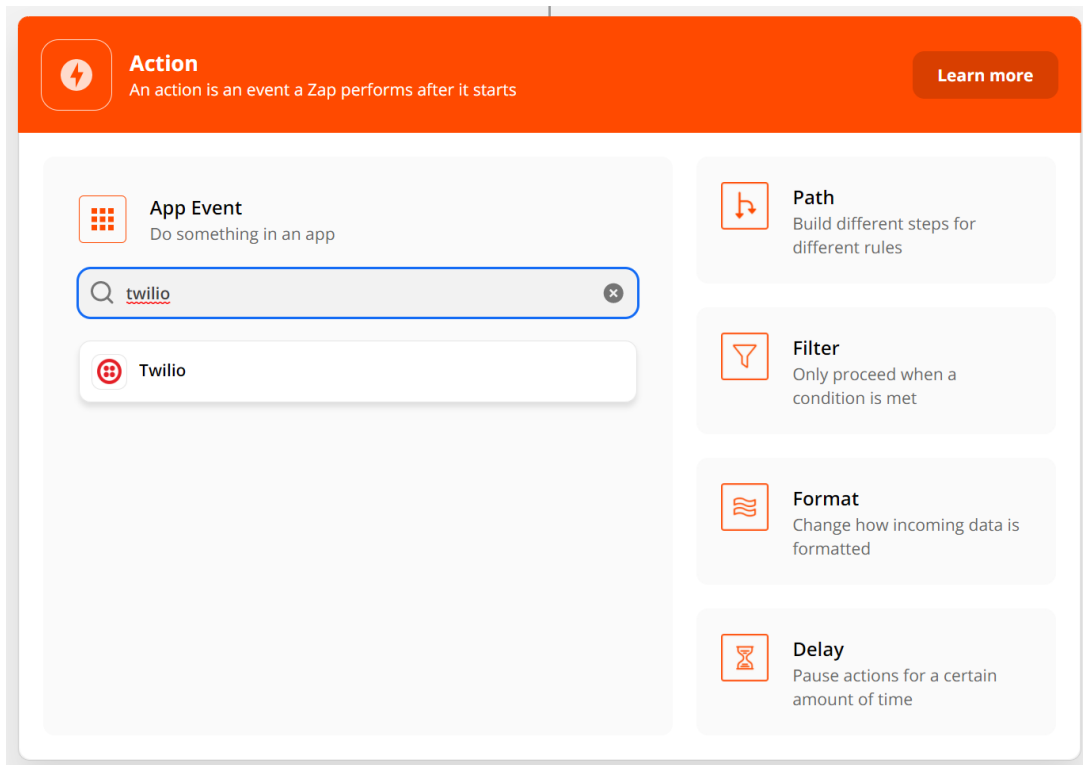 Action
An action is an event a Zap performs after it starts
Learn more
App Event
Do something in an app
twilio
Twilio
Path
Build different steps for
different rules
Filter
Only proceed when a
condition is met
Format
Change how incoming data is
formatted
Delay
Pause actions for a certain
amount of time